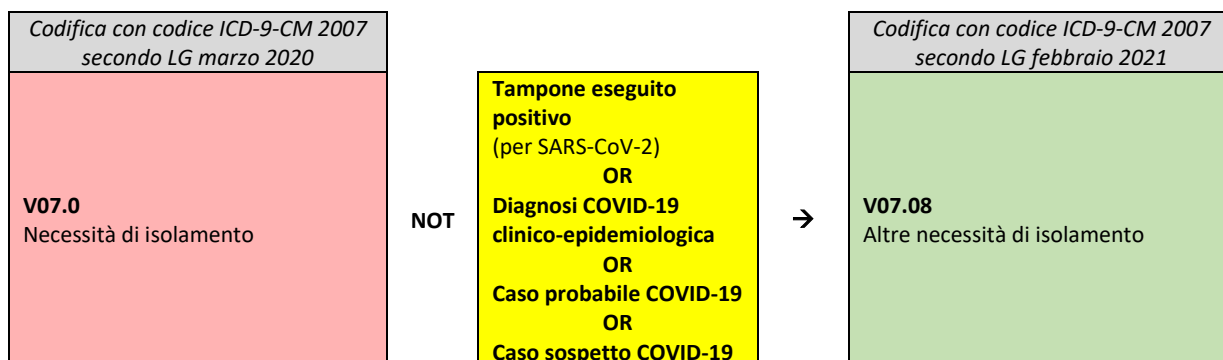 Codifica con codice ICD-9-CM 2007
secondo LG marzo 2020
V07.0
Necessità di isolamento
NOT
Tampone eseguito
positivo
(per SARS-CoV-2)
OR
Diagnosi COVID-19
clinico-epidemiologica
OR
Caso probabile COVID-19
OR
Caso sospetto COVID-19
→
Codifica con codice ICD-9-CM 2007
secondo LG febbraio 2021
V07.08
Altre necessità di isolamento